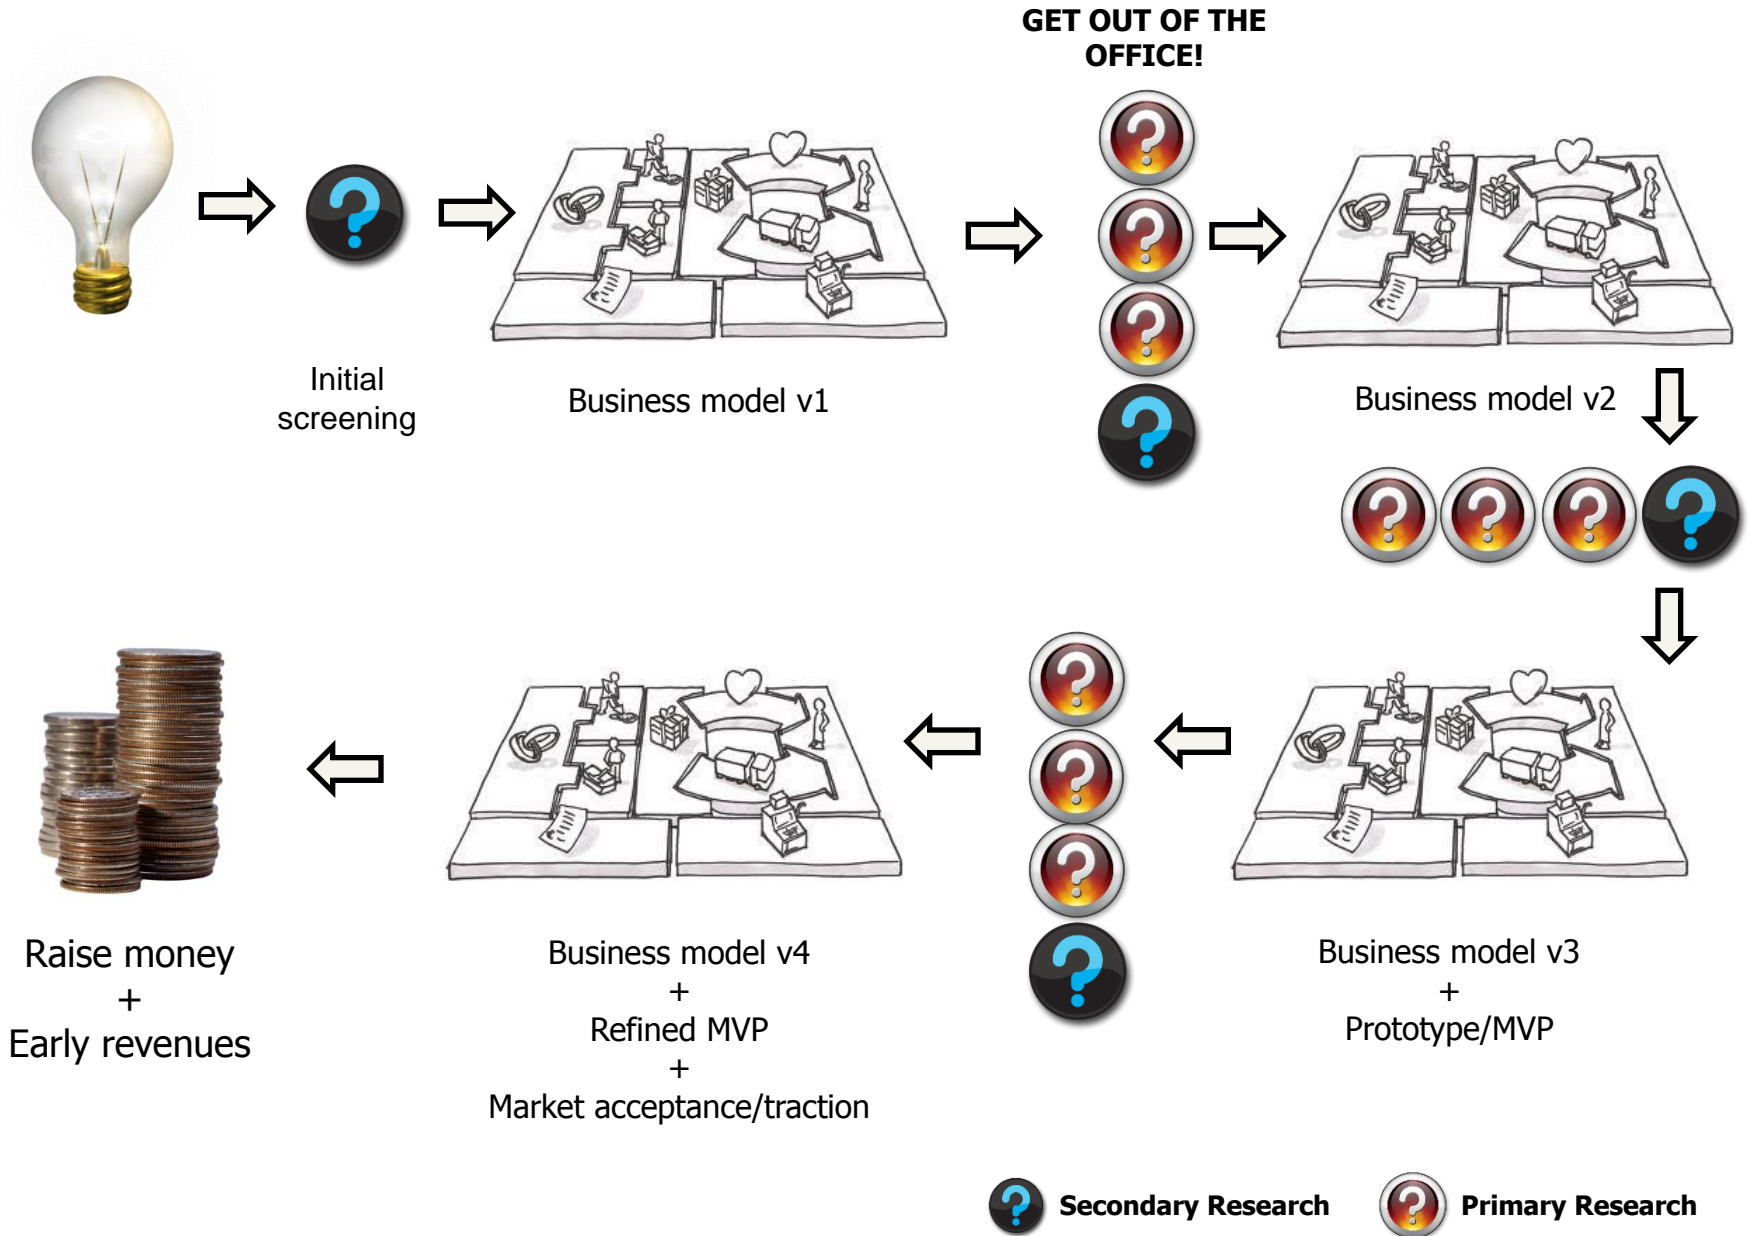 GET OUT OF THE
OFFICE!
Initial
screening
Business model v1
Business model v2
Raise money
+
Early revenues
Business model v4
+
Refined MVP
+
Market acceptance/traction
Business model v3
+
Prototype/MVP
Secondary Research
Primary Research